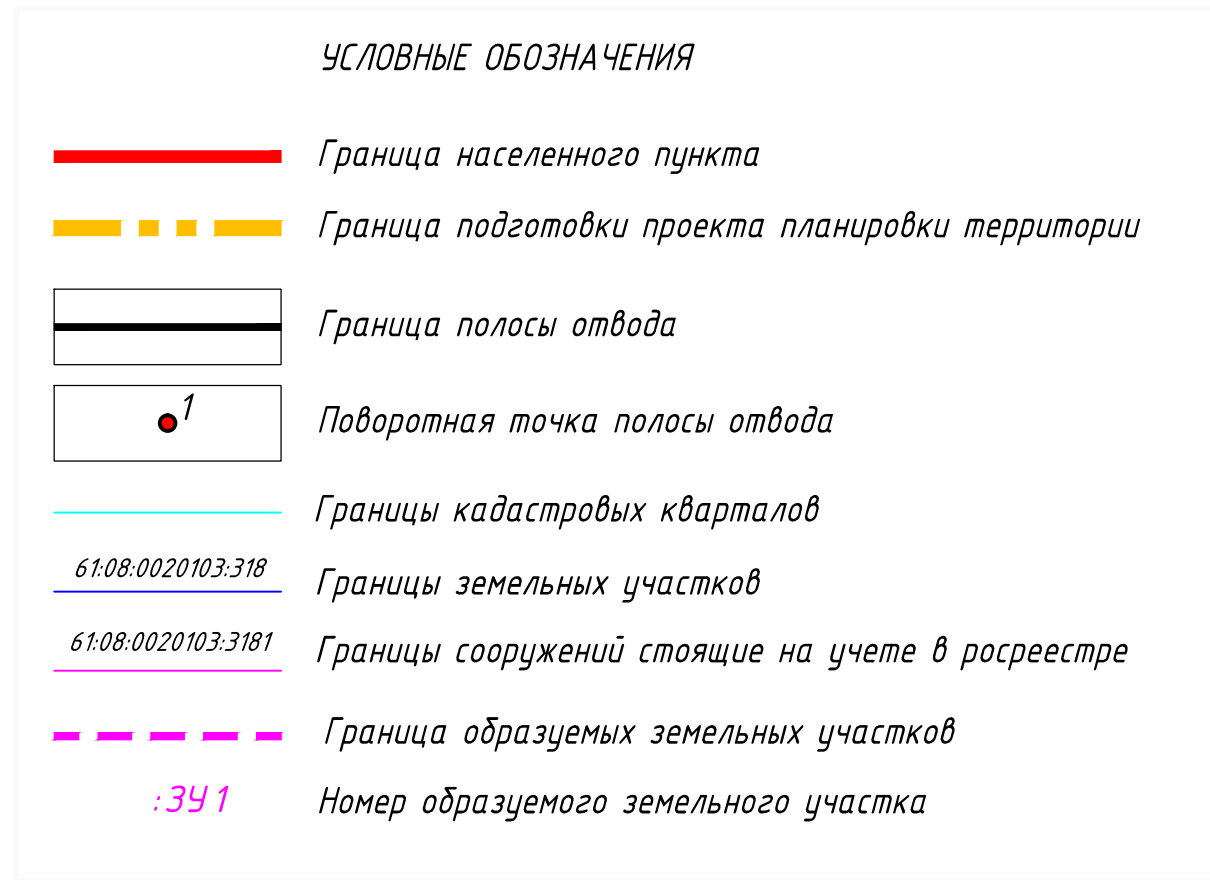 УСЛОВНЫЕ ОБОЗНАЧЕНИЯ
Граница населенного пункта
Граница подготовки проекта планировки территории
Граница полосы отвода
1 Поворотная точка полосы отвода
Границы кадастровых кварталов
61:08:0020103:318 Границы земельных участков
61:08:0020103:3181 Границы сооружений стоящие на учете в росреестре
Граница образуемых земельных участков
:ЗУ 1 Номер образуемого земельного участка